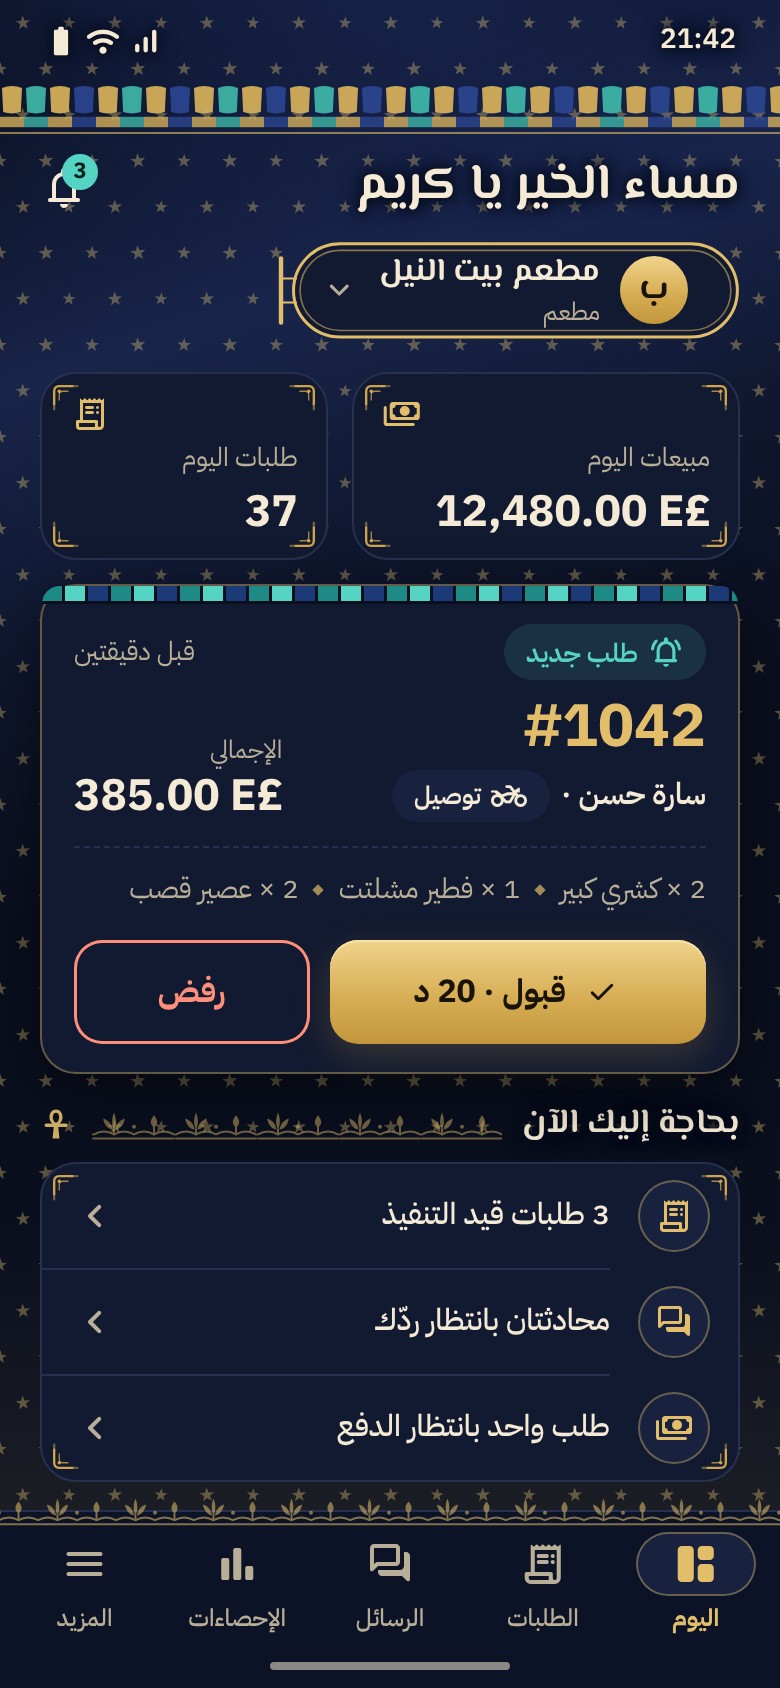 21:42
مساء الخير يا كريم
3
ب
مطعم بيت النيل
مطعم
مبيعات اليوم
12,480.00 E£
طلبات اليوم
37
طلب جديد
قبل دقيقتين
#1042
سارة حسن · توصيل
الإجمالي
385.00 E£
2 × كشري كبير ◆ 1 × فطير مشلتت ◆ 2 × عصير قصب
قبول · 20 د
رفض
بحاجة إليك الآن
3 طلبات قيد التنفيذ
محادثتان بانتظار ردّك
طلب واحد بانتظار الدفع
اليوم
الطلبات
الرسائل
الإحصاءات
المزيد